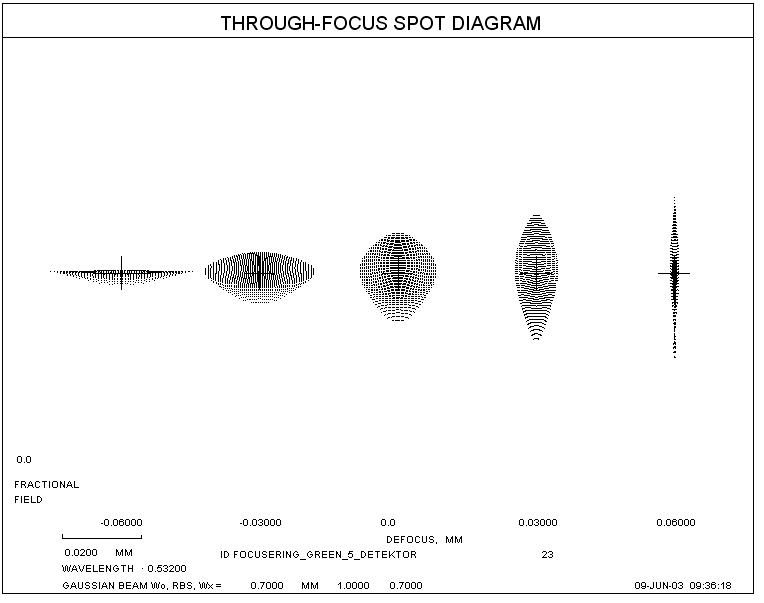 THROUGH-FOCUS SPOT DIAGRAM
0.0
FRACTIONAL
FIELD
-0.06000 -0.03000 0.0 0.03000 0.06000
DEFOCUS, MM
0.0200 MM ID FOCUSERING_GREEN_5_DETEKTOR 23
WAVELENGTH · 0.53200
GAUSSIAN BEAM Wo, RBS, Wx = 0.7000 MM 1.0000 0.7000 09-JUN-03 09:36:18